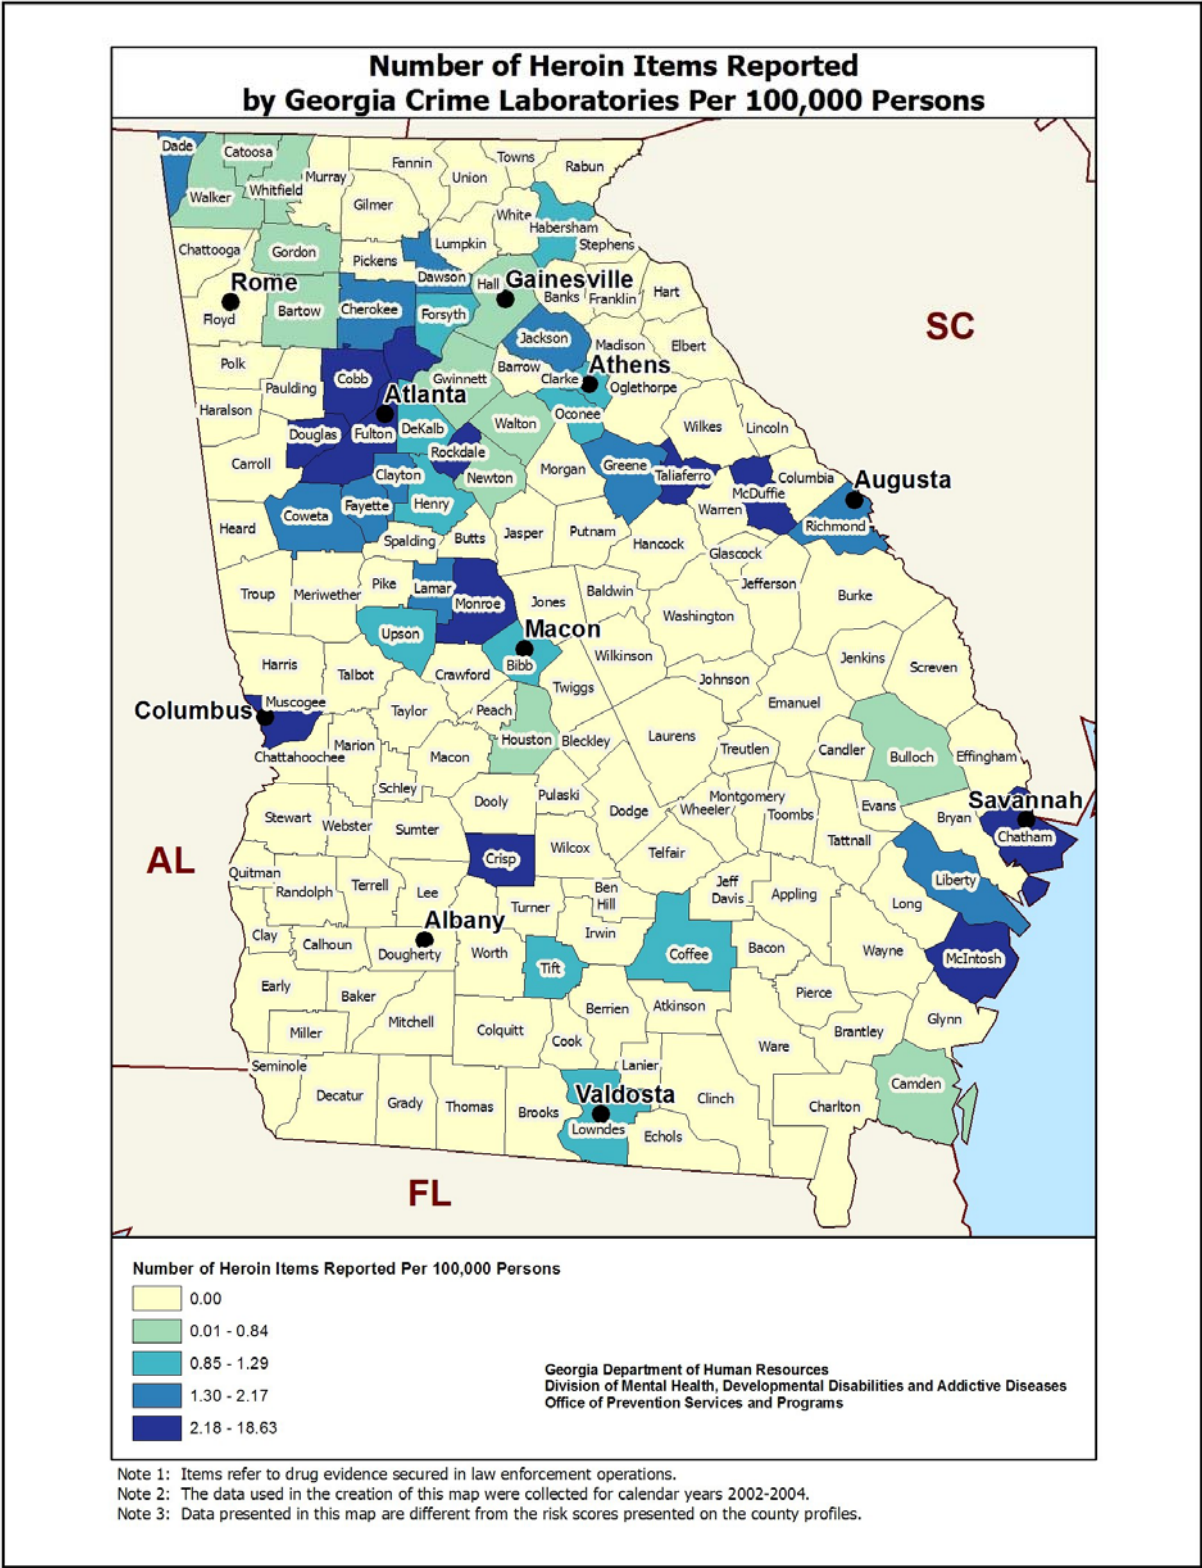 Number of Heroin Items Reported
by Georgia Crime Laboratories Per 100,000 Persons
Dade
Catoosa
Fannin
Towns
Rabun
Union
Murray
Whitfield
Walker
Gilmer
White
Habersham
Stephens
Chattooga
Gordon
Pickens
Lumpkin
Dawson
Rome
Hall
Gainesville
Banks
Franklin
Hart
Floyd
Bartow
Cherokee
Forsyth
SC
Jackson
Madison
Elbert
Polk
Paulding
Cobb
Gwinnett
Barrow
Athens
Clarke
Oglethorpe
Atlanta
Haralson
Oconee
Douglas
Fulton
DeKalb
Walton
Wilkes
Lincoln
Rockdale
Carroll
Clayton
Newton
Morgan
Greene
Taliaferro
Columbia
Augusta
McDuffie
Fayette
Henry
Warren
Coweta
Richmond
Heard
Spalding
Butts
Jasper
Putnam
Hancock
Glascock
Jefferson
Troup
Meriwether
Pike
Lamar
Monroe
Jones
Baldwin
Burke
Washington
Upson
Macon
Bibb
Wilkinson
Harris
Talbot
Crawford
Jenkins
Screven
Twiggs
Johnson
Columbus
Muscogee
Taylor
Peach
Emanuel
Houston
Bleckley
Laurens
Treutlen
Candler
Bulloch
Effingham
Chattahoochee
Marion
Macon
Schley
Dooly
Pulaski
Montgomery
Savannah
Stewart
Webster
Sumter
Dodge
Wheeler
Toombs
Evans
Bryan
Chatham
Tattnall
AL
Crisp
Wilcox
Telfair
Quitman
Randolph
Terrell
Lee
Ben
Hill
Jeff
Davis
Appling
Liberty
Long
Turner
Albany
Clay
Calhoun
Dougherty
Worth
Irwin
Tift
Coffee
Bacon
Wayne
McIntosh
Early
Baker
Berrien
Atkinson
Pierce
Miller
Mitchell
Colquitt
Cook
Ware
Brantley
Glynn
Seminole
Lanier
Camden
Decatur
Grady
Thomas
Brooks
Valdosta
Lowndes
Clinch
Charlton
Echols
FL
Number of Heroin Items Reported Per 100,000 Persons
0.00
0.01 - 0.84
0.85 - 1.29
1.30 - 2.17
2.18 - 18.63
Georgia Department of Human Resources
Division of Mental Health, Developmental Disabilities and Addictive Diseases
Office of Prevention Services and Programs
Note 1: Items refer to drug evidence secured in law enforcement operations.
Note 2: The data used in the creation of this map were collected for calendar years 2002-2004.
Note 3: Data presented in this map are different from the risk scores presented on the county profiles.